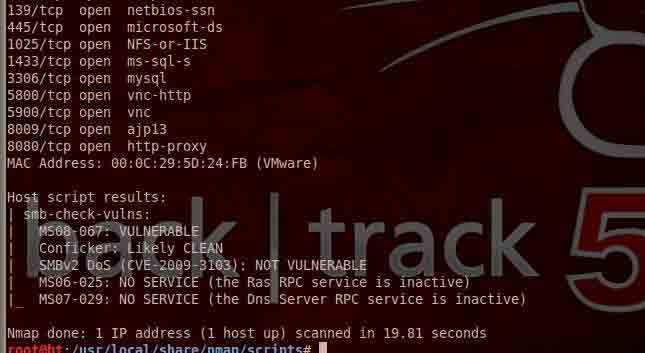 139/tcp open netbios-ssn
445/tcp open microsoft-ds
1025/tcp open NFS-or-IIS
1433/tcp open ms-sql-s
3306/tcp open mysql
5800/tcp open vnc-http
5900/tcp open vnc
8009/tcp open ajp13
8080/tcp open http-proxy
MAC Address: 00:0C:29:5D:24:FB (VMware)
Host script results:
| smb-check-vulns:
|   MS08-067: VULNERABLE
|   Conficker: Likely CLEAN
|   SMBv2 DoS (CVE-2009-3103): NOT VULNERABLE
|   MS06-025: NO SERVICE (the Ras RPC service is inactive)
|_  MS07-029: NO SERVICE (the Dns Server RPC service is inactive)
Nmap done: 1 IP address (1 host up) scanned in 19.81 seconds
root@bt:/usr/local/share/nmap/scripts#
back | track 5